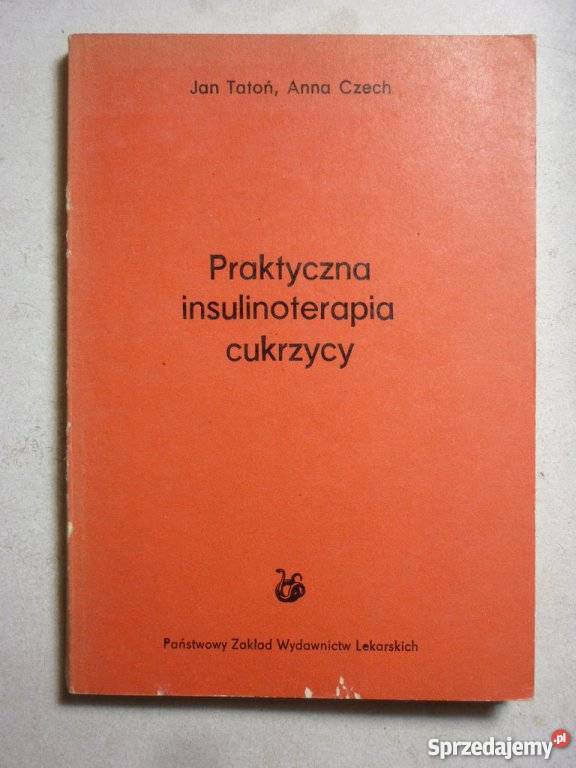 Jan Tatoń, Anna Czech
Praktyczna
insulinoterapia
cukrzycy
Państwowy Zakład Wydawnictw Lekarskich
Sprzedajemy.pl